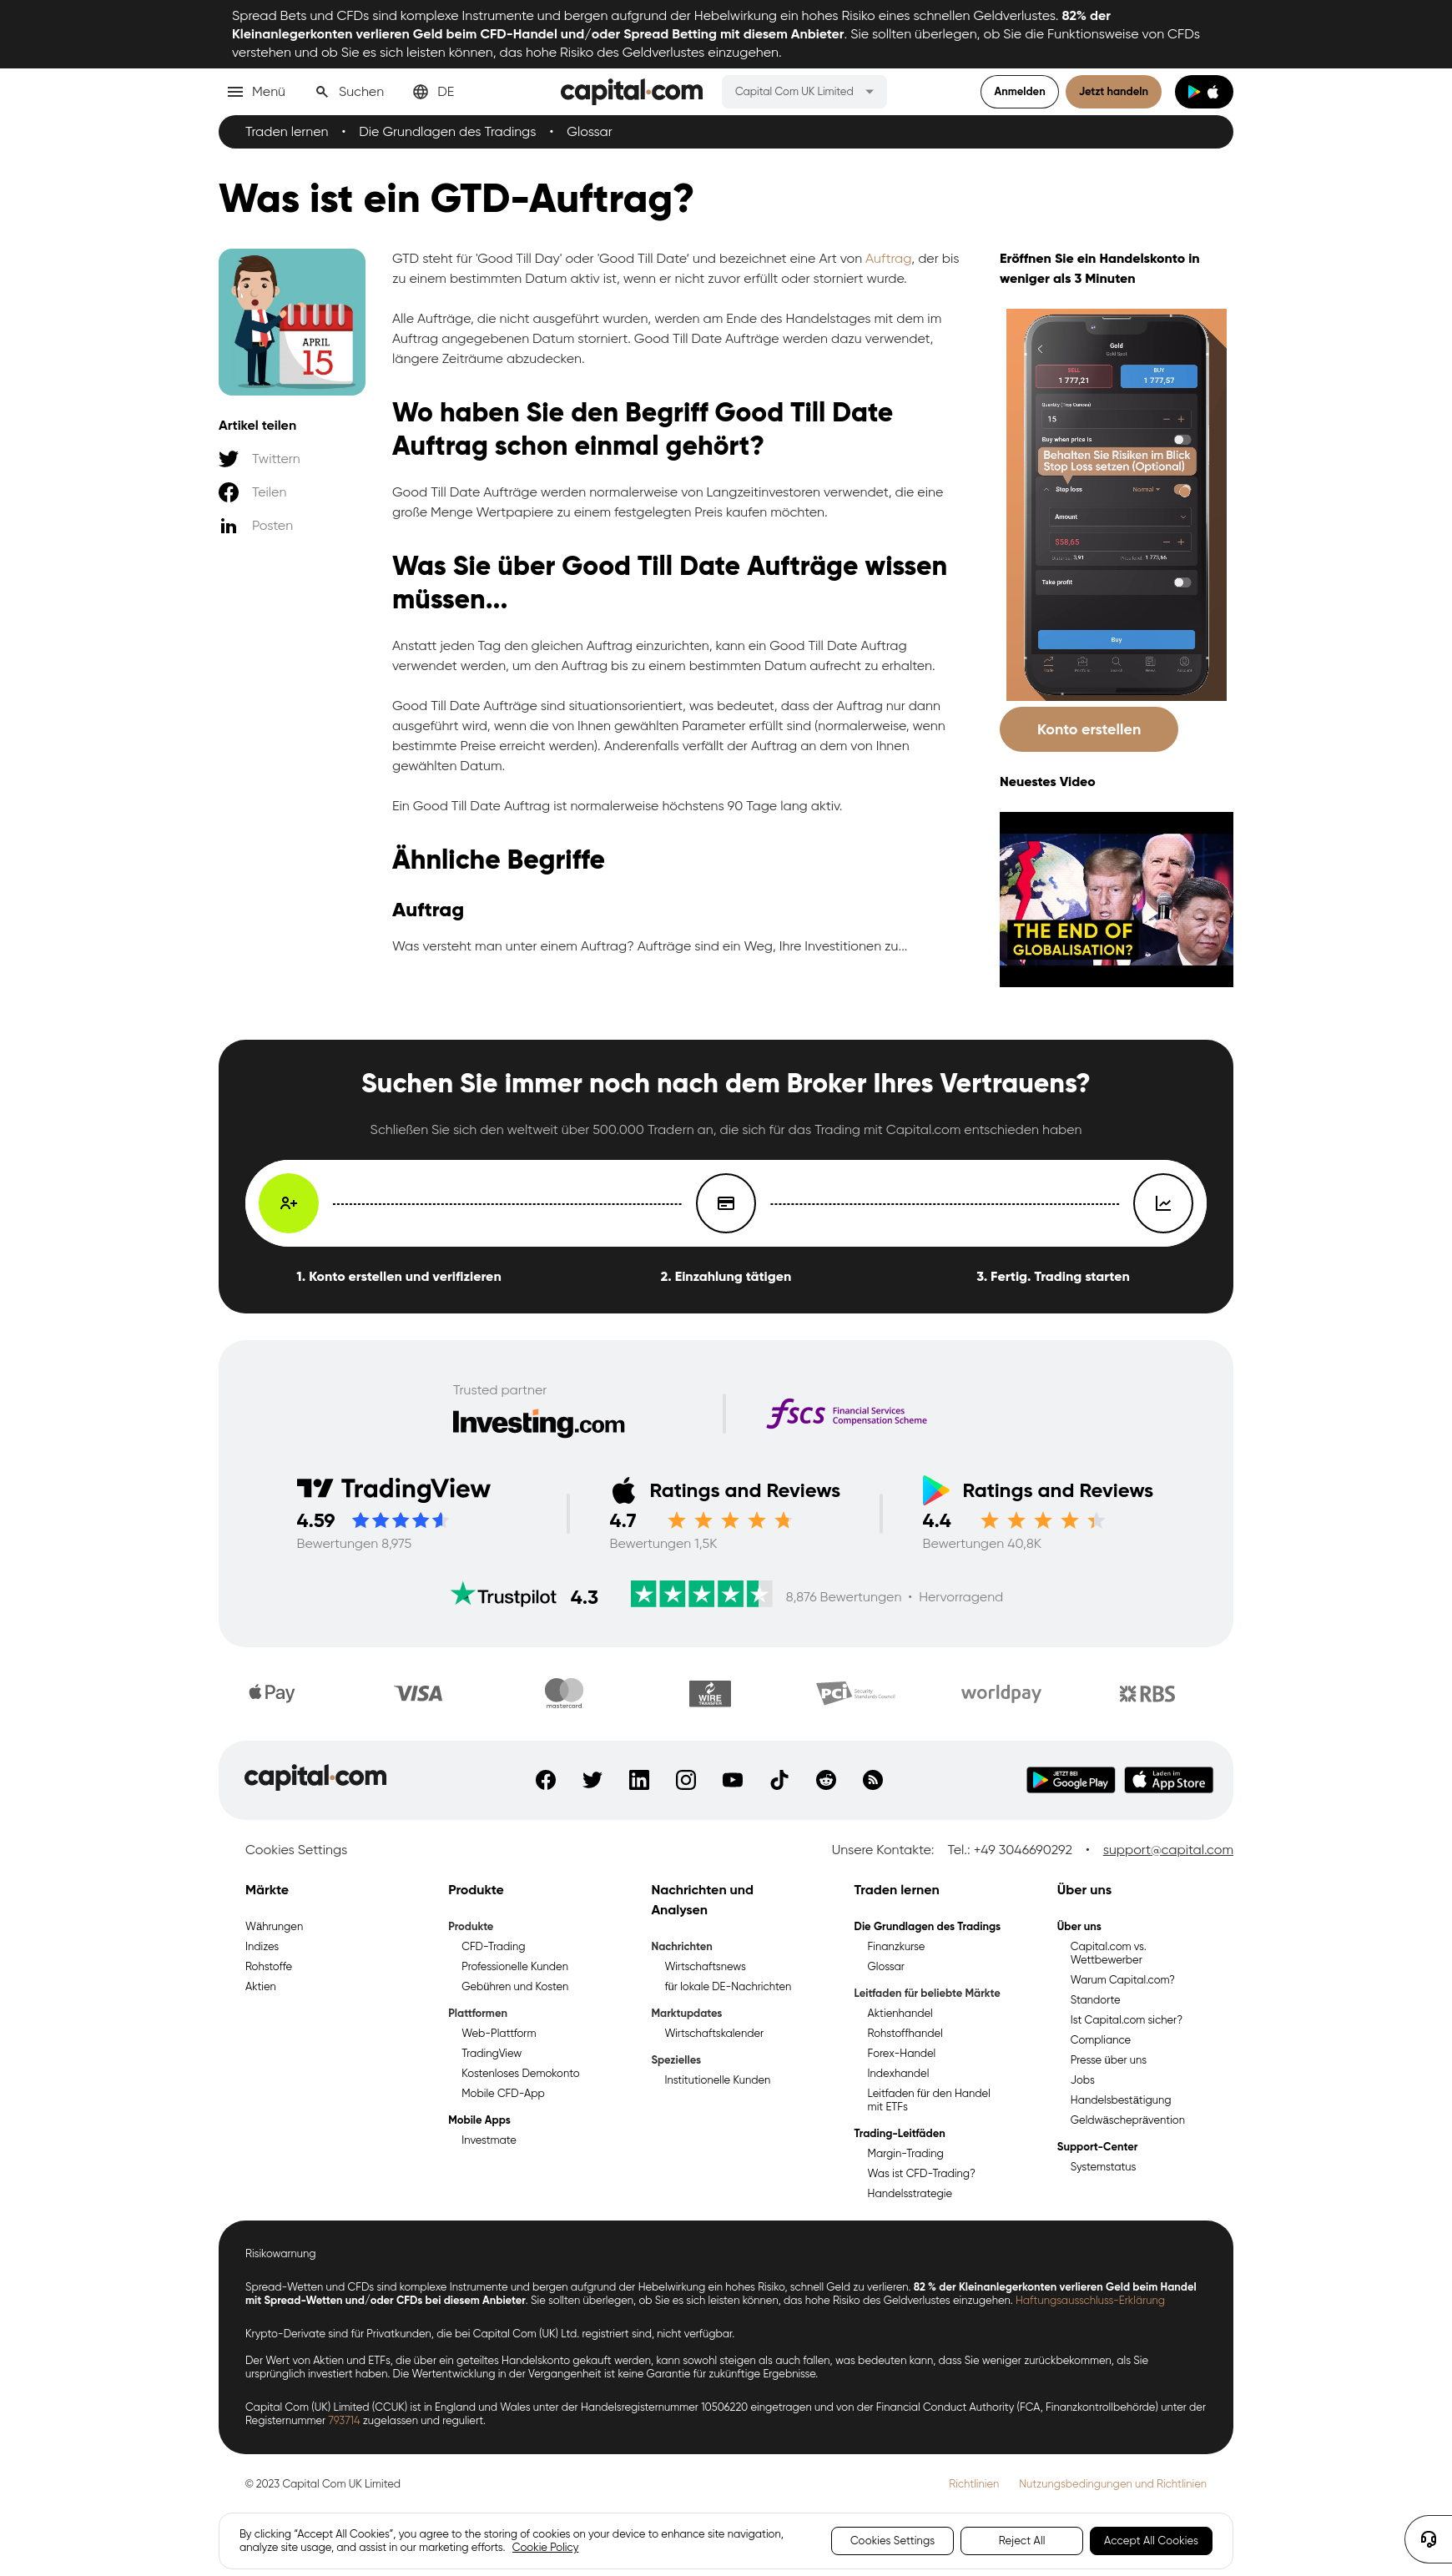 Spread Bets und CFDs sind komplexe Instrumente und bergen aufgrund der Hebelwirkung ein hohes Risiko eines schnellen Geldverlustes. 82% der
Kleinanlegerkonten verlieren Geld beim CFD-Handel und/oder Spread Betting mit diesem Anbieter. Sie sollten überlegen, ob Sie die Funktionsweise von CFDs
verstehen und ob Sie es sich leisten können, das hohe Risiko des Geldverlustes einzugehen.
Menü
Suchen
DE
capital.com
Capital Com UK Limited
Anmelden
Jetzt handeln
Traden lernen • Die Grundlagen des Tradings • Glossar
Was ist ein GTD-Auftrag?
APRIL
15
Artikel teilen
Twittern
Teilen
Posten
GTD steht für 'Good Till Day' oder 'Good Till Date' und bezeichnet eine Art von Auftrag, der bis
zu einem bestimmten Datum aktiv ist, wenn er nicht zuvor erfüllt oder storniert wurde.
Alle Aufträge, die nicht ausgeführt wurden, werden am Ende des Handelstages mit dem im
Auftrag angegebenen Datum storniert. Good Till Date Aufträge werden dazu verwendet,
längere Zeiträume abzudecken.
Wo haben Sie den Begriff Good Till Date
Auftrag schon einmal gehört?
Good Till Date Aufträge werden normalerweise von Langzeitinvestoren verwendet, die eine
große Menge Wertpapiere zu einem festgelegten Preis kaufen möchten.
Was Sie über Good Till Date Aufträge wissen
müssen...
Anstatt jeden Tag den gleichen Auftrag einzurichten, kann ein Good Till Date Auftrag
verwendet werden, um den Auftrag bis zu einem bestimmten Datum aufrecht zu erhalten.
Good Till Date Aufträge sind situationsorientiert, was bedeutet, dass der Auftrag nur dann
ausgeführt wird, wenn die von Ihnen gewählten Parameter erfüllt sind (normalerweise, wenn
bestimmte Preise erreicht werden). Anderenfalls verfällt der Auftrag an dem von Ihnen
gewählten Datum.
Ein Good Till Date Auftrag ist normalerweise höchstens 90 Tage lang aktiv.
Ähnliche Begriffe
Auftrag
Was versteht man unter einem Auftrag? Aufträge sind ein Weg, Ihre Investitionen zu...
Eröffnen Sie ein Handelskonto in
weniger als 3 Minuten
Gold
Gold Spot
SELL
1 777,21
BUY
1 777,57
Quantity (Troy Ounces)
15
Buy when price is
Behalten Sie Risiken im Blick
Stop Loss setzen (Optional)
Stop loss
Normal
Amount
$58,65
3,91
1 773,66
Take profit
Buy
Konto erstellen
Neuestes Video
THE END OF
GLOBALISATION?
Suchen Sie immer noch nach dem Broker Ihres Vertrauens?
Schließen Sie sich den weltweit über 500.000 Tradern an, die sich für das Trading mit Capital.com entschieden haben
1. Konto erstellen und verifizieren
2. Einzahlung tätigen
3. Fertig. Trading starten
Trusted partner
Investing.com
fscs Financial Services
Compensation Scheme
TradingView
4.59
Bewertungen 8,975
Ratings and Reviews
4.7
Bewertungen 1,5K
Ratings and Reviews
4.4
Bewertungen 40,8K
Trustpilot 4.3
8,876 Bewertungen • Hervorragend
Pay
VISA
mastercard.
WIRE
TRANSFER
PCI Security
Standards Council
worldpay
RBS
capital.com
JETZT BEI
Google Play
Laden im
App Store
Cookies Settings
Unsere Kontakte: Tel.: +49 3046690292 • support@capital.com
Märkte
Währungen
Indizes
Rohstoffe
Aktien
Produkte
Produkte
CFD-Trading
Professionelle Kunden
Gebühren und Kosten
Plattformen
Web-Plattform
TradingView
Kostenloses Demokonto
Mobile CFD-App
Mobile Apps
Investmate
Nachrichten und
Analysen
Nachrichten
Wirtschaftsnews
für lokale DE-Nachrichten
Marktupdates
Wirtschaftskalender
Spezielles
Institutionelle Kunden
Traden lernen
Die Grundlagen des Tradings
Finanzkurse
Glossar
Leitfaden für beliebte Märkte
Aktienhandel
Rohstoffhandel
Forex-Handel
Indexhandel
Leitfaden für den Handel
mit ETFs
Trading-Leitfäden
Margin-Trading
Was ist CFD-Trading?
Handelsstrategie
Über uns
Über uns
Capital.com vs.
Wettbewerber
Warum Capital.com?
Standorte
Ist Capital.com sicher?
Compliance
Presse über uns
Jobs
Handelsbestätigung
Geldwäscheprävention
Support-Center
Systemstatus
Risikowarnung
Spread-Wetten und CFDs sind komplexe Instrumente und bergen aufgrund der Hebelwirkung ein hohes Risiko, schnell Geld zu verlieren. 82 % der Kleinanlegerkonten verlieren Geld beim Handel
mit Spread-Wetten und/oder CFDs bei diesem Anbieter. Sie sollten überlegen, ob Sie es sich leisten können, das hohe Risiko des Geldverlustes einzugehen. Haftungsausschluss-Erklärung
Krypto-Derivate sind für Privatkunden, die bei Capital Com (UK) Ltd. registriert sind, nicht verfügbar.
Der Wert von Aktien und ETFs, die über ein geteiltes Handelskonto gekauft werden, kann sowohl steigen als auch fallen, was bedeuten kann, dass Sie weniger zurückbekommen, als Sie
ursprünglich investiert haben. Die Wertentwicklung in der Vergangenheit ist keine Garantie für zukünftige Ergebnisse.
Capital Com (UK) Limited (CCUK) ist in England und Wales unter der Handelsregisternummer 10506220 eingetragen und von der Financial Conduct Authority (FCA, Finanzkontrollbehörde) unter der
Registernummer 793714 zugelassen und reguliert.
© 2023 Capital Com UK Limited
Richtlinien
Nutzungsbedingungen und Richtlinien
By clicking "Accept All Cookies", you agree to the storing of cookies on your device to enhance site navigation,
analyze site usage, and assist in our marketing efforts. Cookie Policy
Cookies Settings
Reject All
Accept All Cookies